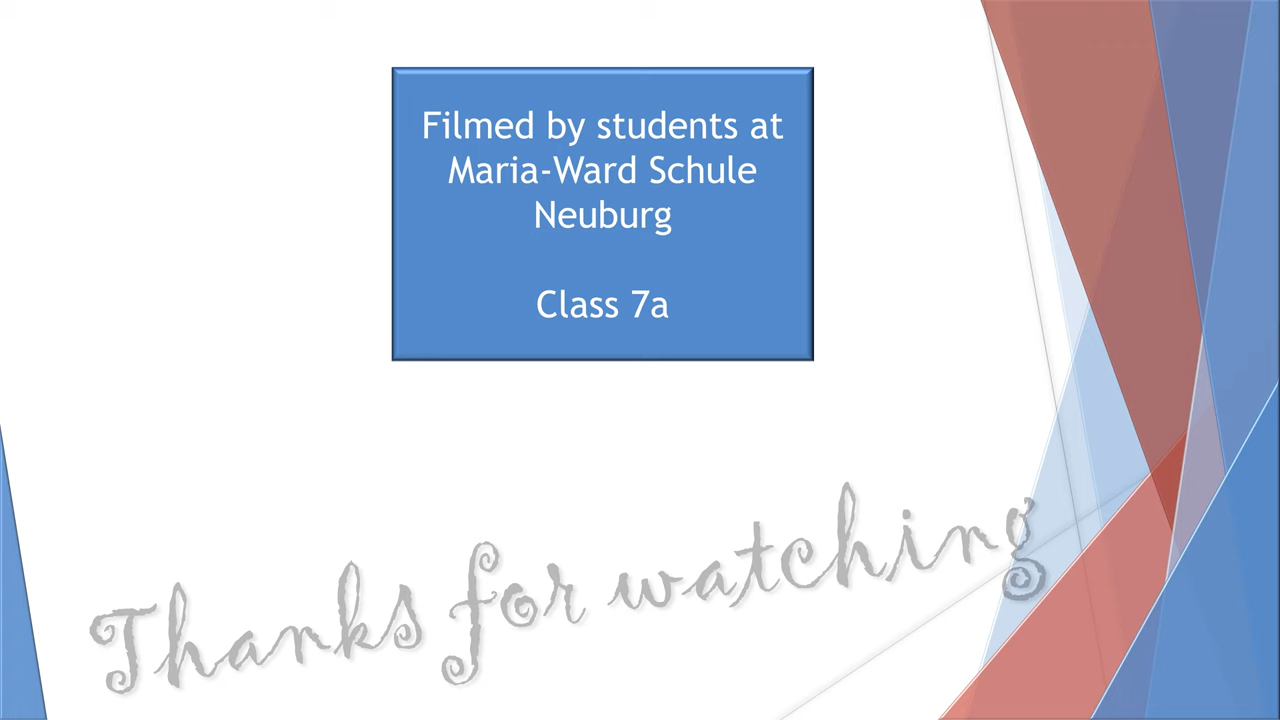 Filmed by students at
Maria-Ward Schule
Neuburg
Class 7a
Thanks for watching